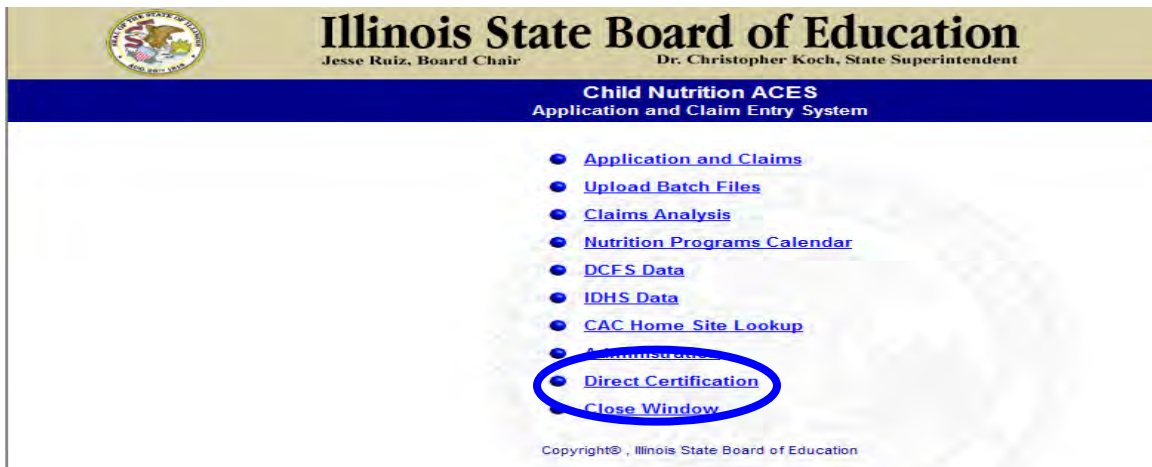 Illinois State Board of Education
Jesse Ruiz, Board Chair Dr. Christopher Koch, State Superintendent
Child Nutrition ACES
Application and Claim Entry System
Application and Claims
Upload Batch Files
Claims Analysis
Nutrition Programs Calendar
DCFS Data
IDHS Data
CAC Home Site Lookup
Administration
Direct Certification
Close Window
Copyright® , Illinois State Board of Education